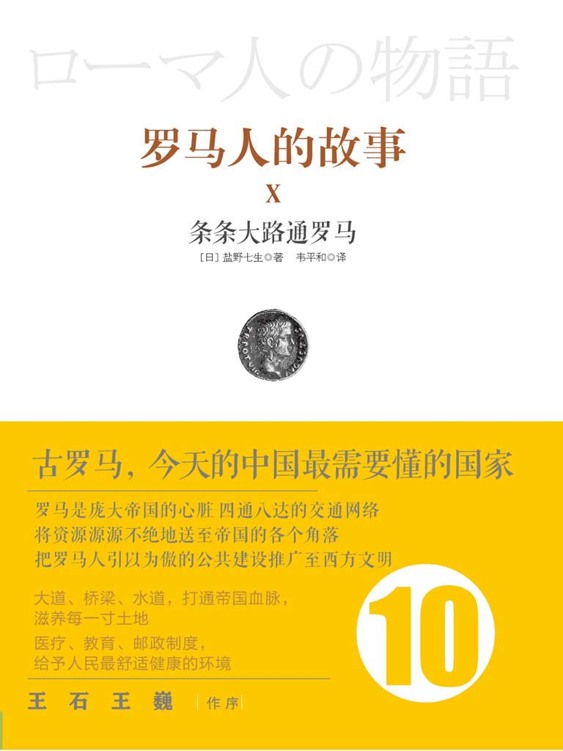 ローマ人の物語
罗马人的故事
X
条条大路通罗马
［日］盐野七生◎著 韦平和◎译
古罗马，今天的中国最需要懂的国家
罗马是庞大帝国的心脏 四通八达的交通网络
将资源源源不绝地送至帝国的各个角落
把罗马人引以为傲的公共建设推广至西方文明
大道、桥梁、水道，打通帝国血脉，
滋养每一寸土地
医疗、教育、邮政制度，
给予人民最舒适健康的环境
10
王 石 王 巍 作 序